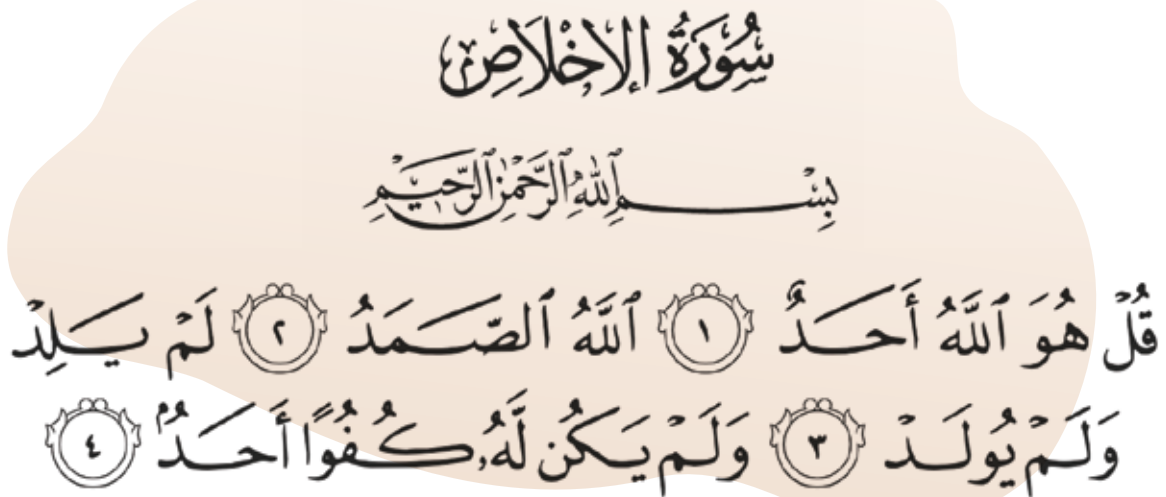 سُورَةُ الإِخْلَاصِ
بِسْمِ ٱللَّهِ ٱلرَّحْمَٰنِ ٱلرَّحِيمِ
قُلْ هُوَ ٱللَّهُ أَحَدٌ ١ ٱللَّهُ ٱلصَّمَدُ ٢ لَمْ يَلِدْ
وَلَمْ يُولَدْ ٣ وَلَمْ يَكُن لَّهُۥ كُفُوًا أَحَدٌۢ ٤